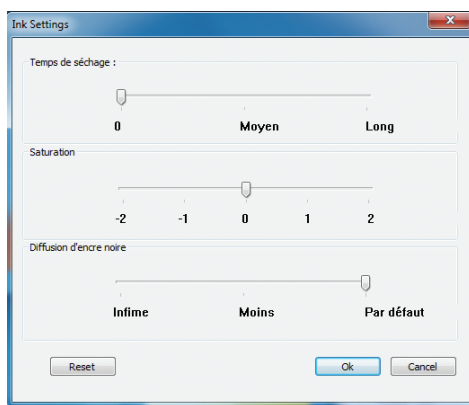 Ink Settings
Temps de séchage :
0 Moyen Long
Saturation
-2 -1 0 1 2
Diffusion d'encre noire
Infime Moins Par défaut
Reset Ok Cancel